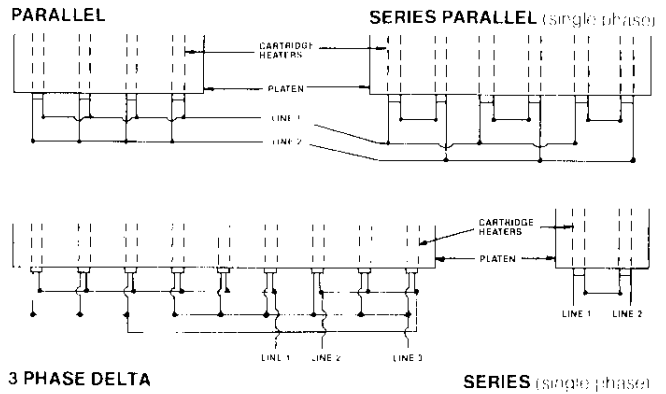 PARALLEL
SERIES PARALLEL (single phase)
CARTRIDGE
HEATERS
PLATEN
LINE 1
LINE 2
CARTRIDGE
HEATERS
PLATEN
LINE 1 LINE 2
LINE 1 LINE 2 LINE 3
3 PHASE DELTA
SERIES (single phase)